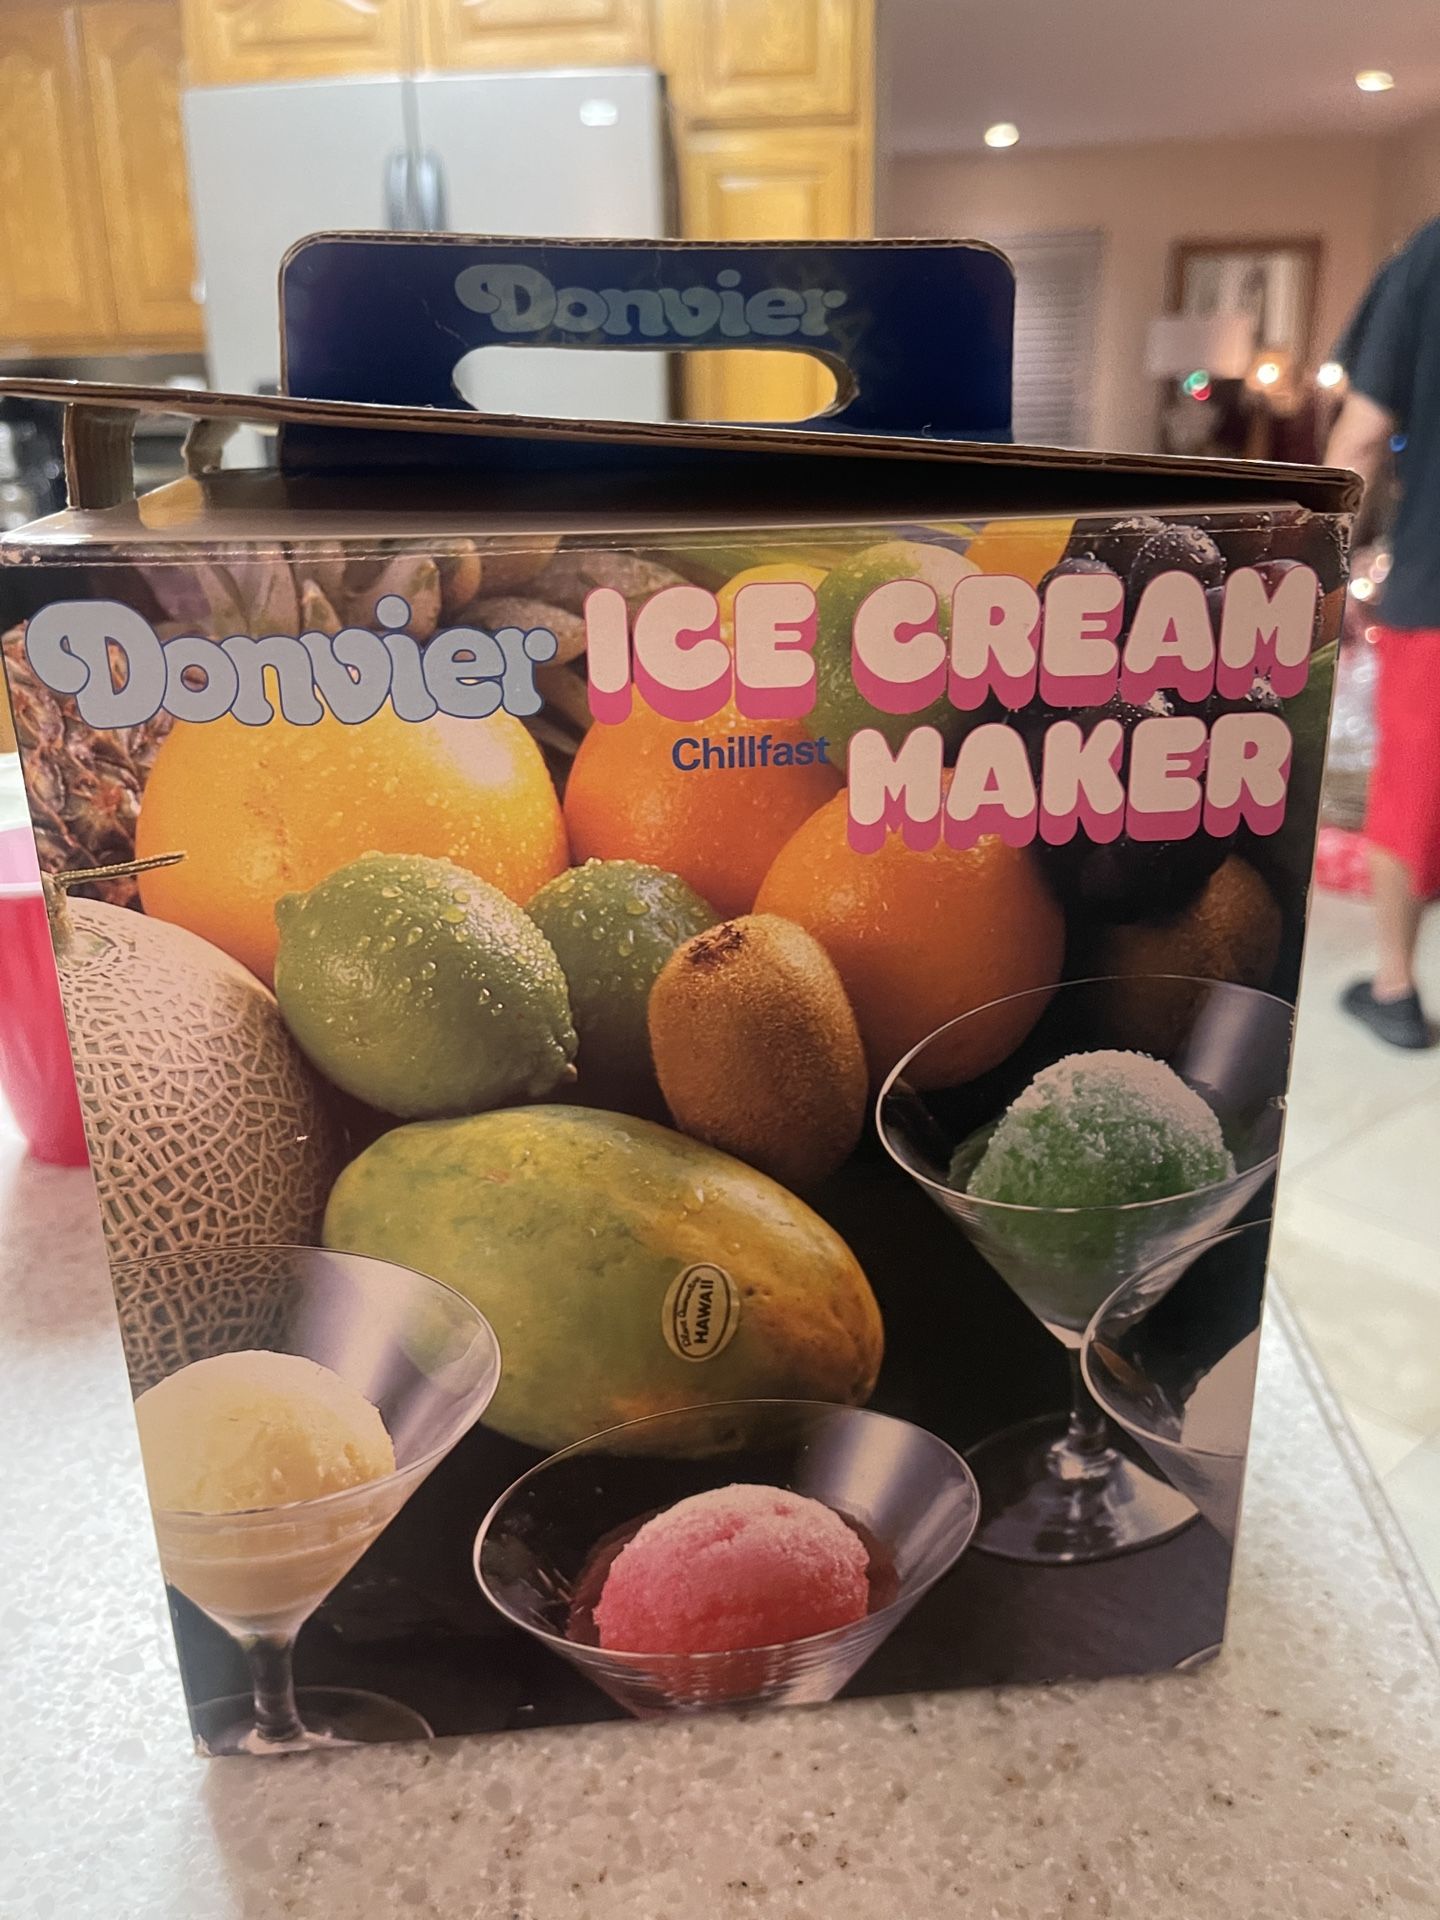 Donvier
Donvier ICE CREAM
Chillfast MAKER
HAWAII